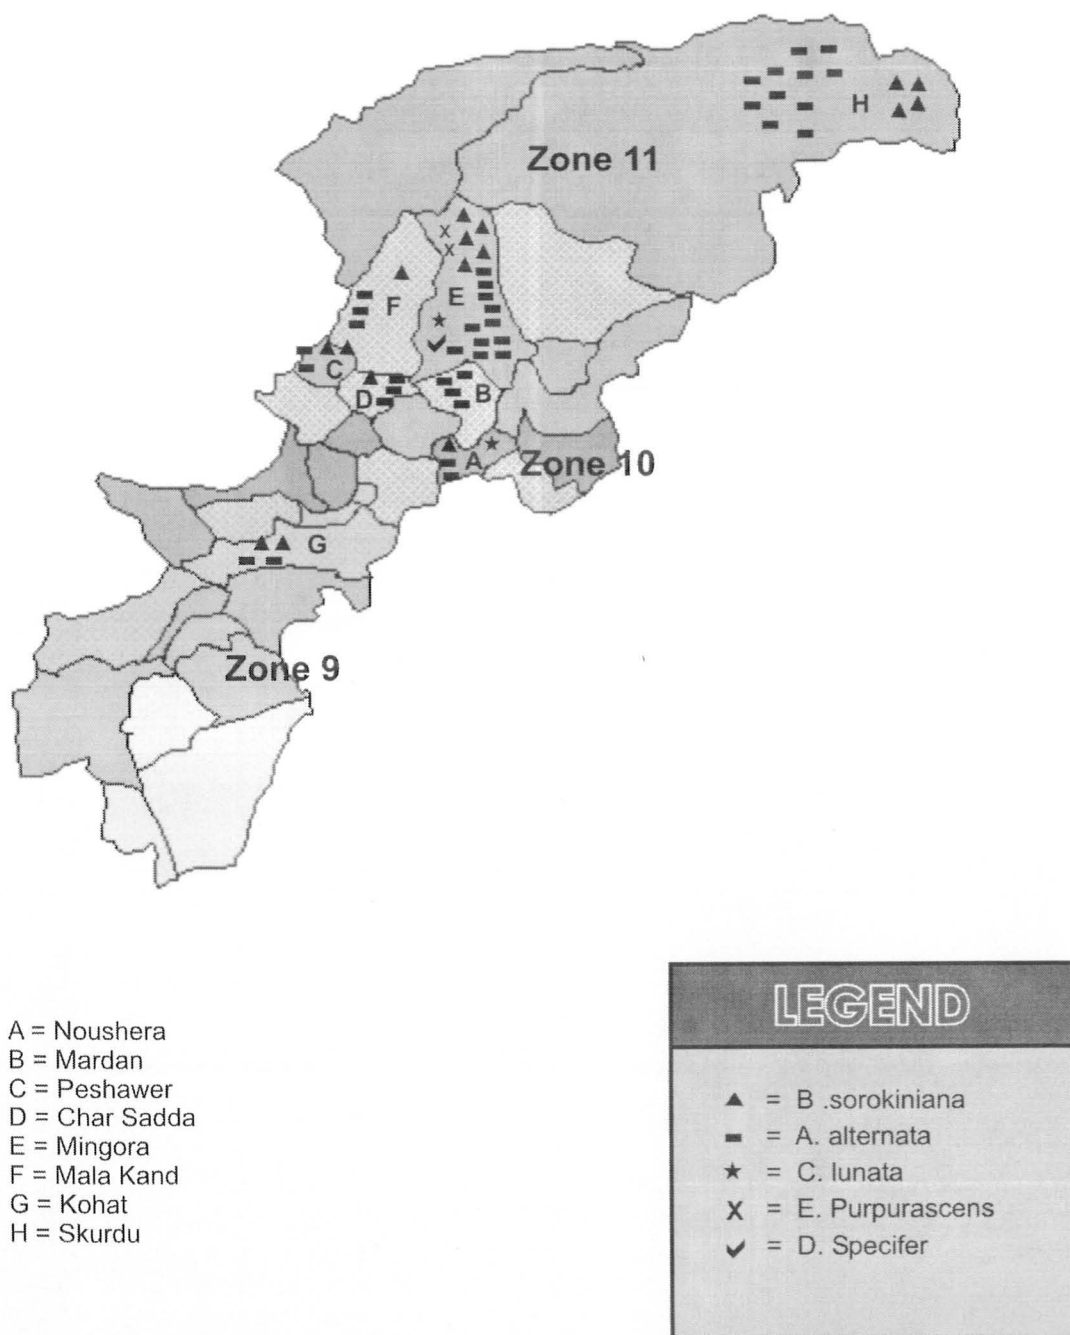 Zone 11
H
E
F
C
D
B
A
Zone 10
G
Zone 9
A = Noushera
B = Mardan
C = Peshawer
D = Char Sadda
E = Mingora
F = Mala Kand
G = Kohat
H = Skurdu
LEGEND
▲ = B .sorokiniana
▬ = A. alternata
★ = C. lunata
X = E. Purpurascens
✔ = D. Specifer